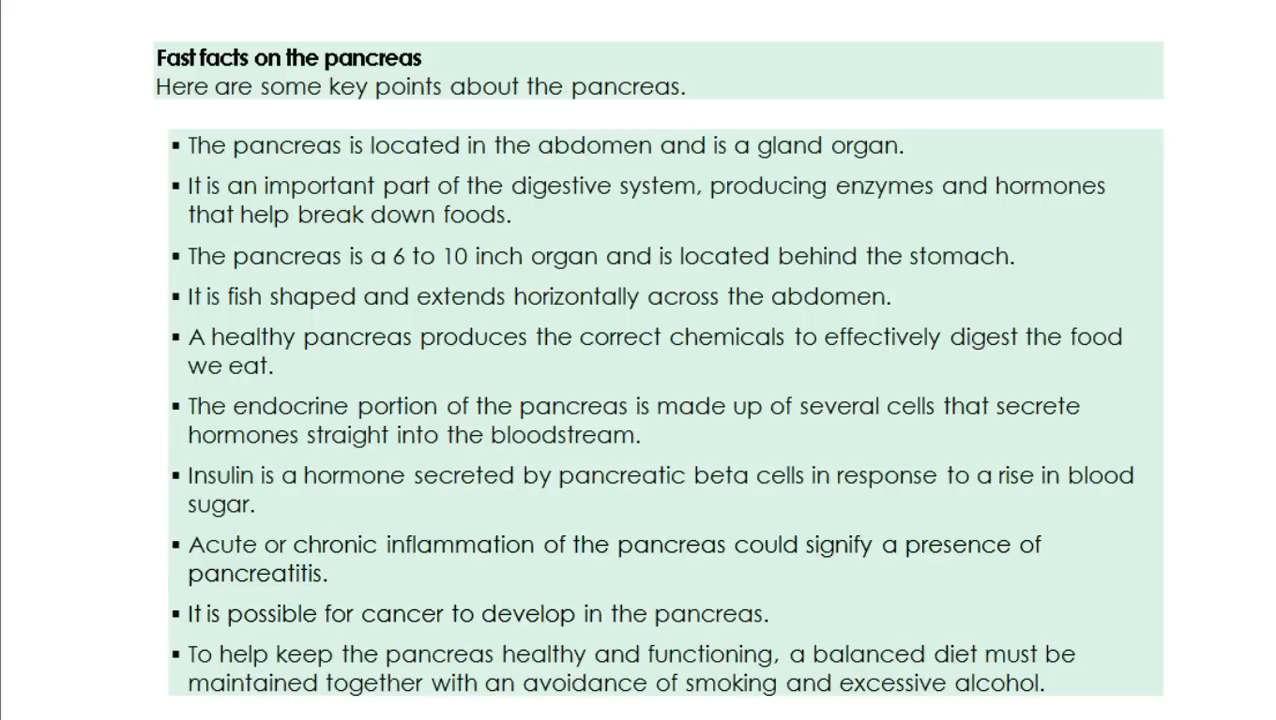 Fast facts on the pancreas
Here are some key points about the pancreas.
▪ The pancreas is located in the abdomen and is a gland organ.
▪ It is an important part of the digestive system, producing enzymes and hormones
that help break down foods.
▪ The pancreas is a 6 to 10 inch organ and is located behind the stomach.
▪ It is fish shaped and extends horizontally across the abdomen.
▪ A healthy pancreas produces the correct chemicals to effectively digest the food
we eat.
▪ The endocrine portion of the pancreas is made up of several cells that secrete
hormones straight into the bloodstream.
▪ Insulin is a hormone secreted by pancreatic beta cells in response to a rise in blood
sugar.
▪ Acute or chronic inflammation of the pancreas could signify a presence of
pancreatitis.
▪ It is possible for cancer to develop in the pancreas.
▪ To help keep the pancreas healthy and functioning, a balanced diet must be
maintained together with an avoidance of smoking and excessive alcohol.